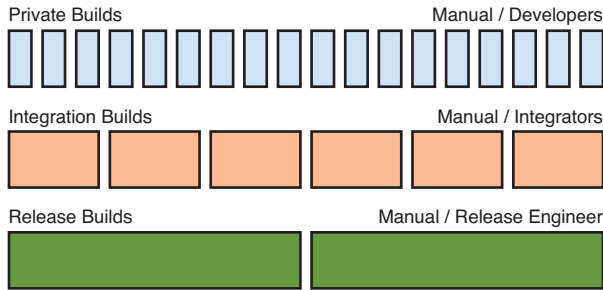 Private Builds Manual / Developers
Integration Builds Manual / Integrators
Release Builds Manual / Release Engineer